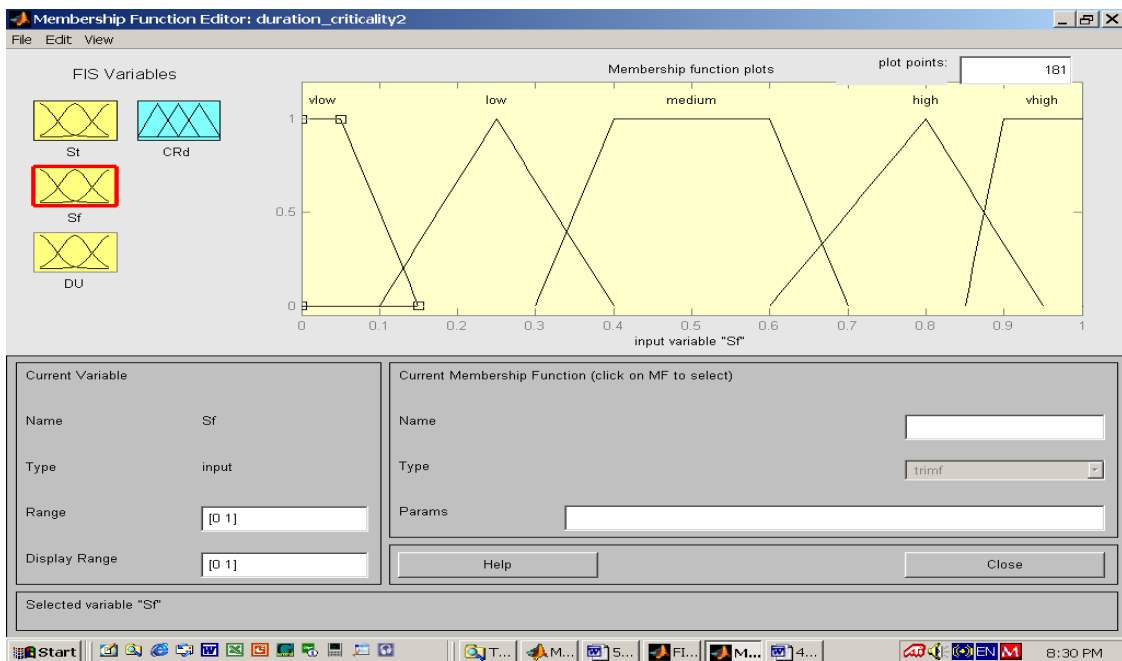 Membership Function Editor: duration_criticality2
File Edit View
FIS Variables
St
CRd
Sf
DU
Membership function plots
plot points:
181
vlow low medium high vhigh
1
0.5
0
0 0.1 0.2 0.3 0.4 0.5 0.6 0.7 0.8 0.9 1
input variable "Sf"
Current Variable
Name Sf
Type input
Range [0 1]
Display Range [0 1]
Current Membership Function (click on MF to select)
Name
Type trimf
Params
Help Close
Selected variable "Sf"
Start T... M... 5... FI... M... 4... EN 8:30 PM